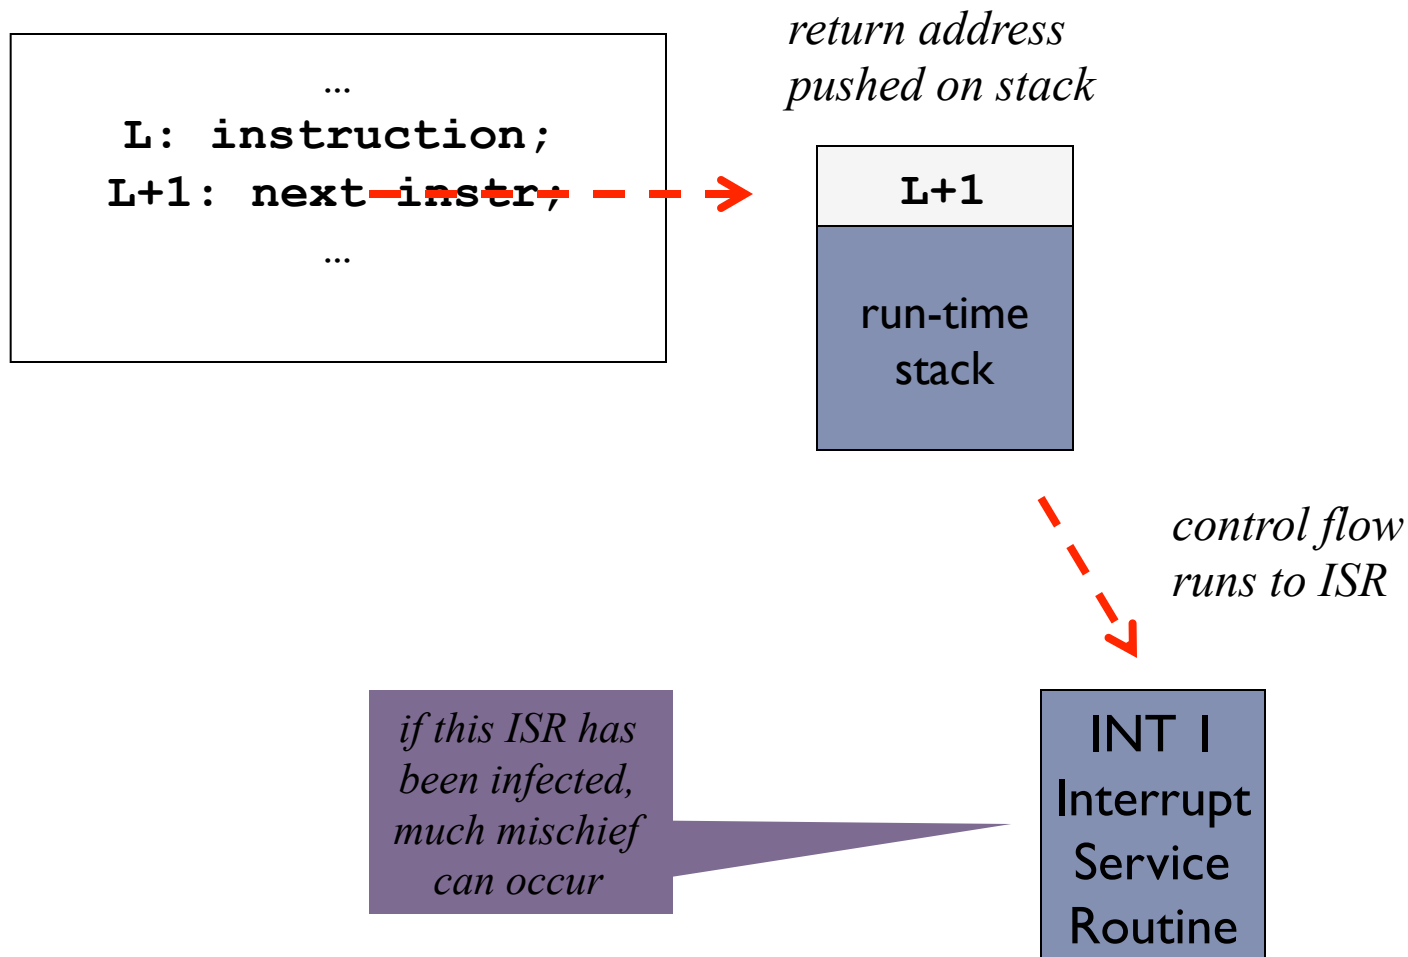 …
L: instruction;
L+1: next instr;
…
return address
pushed on stack
L+1
run-time
stack
control flow
runs to ISR
if this ISR has
been infected,
much mischief
can occur
INT 1
Interrupt
Service
Routine